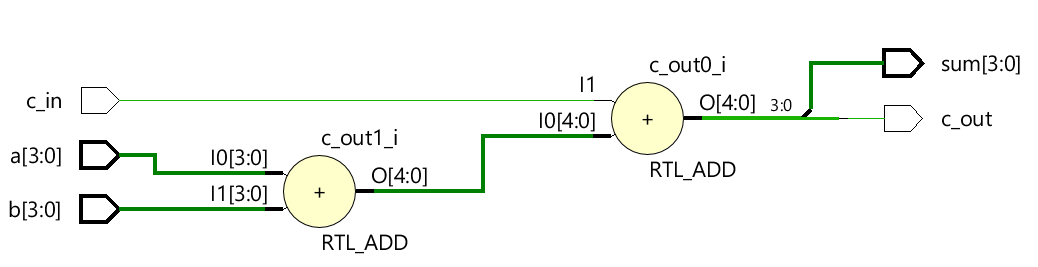 c_out0_i
sum[3:0]
I1
O[4:0]
3:0
c_in
I0[4:0]
+
c_out
c_out1_i
RTL_ADD
a[3:0]
I0[3:0]
O[4:0]
b[3:0]
I1[3:0]
+
RTL_ADD